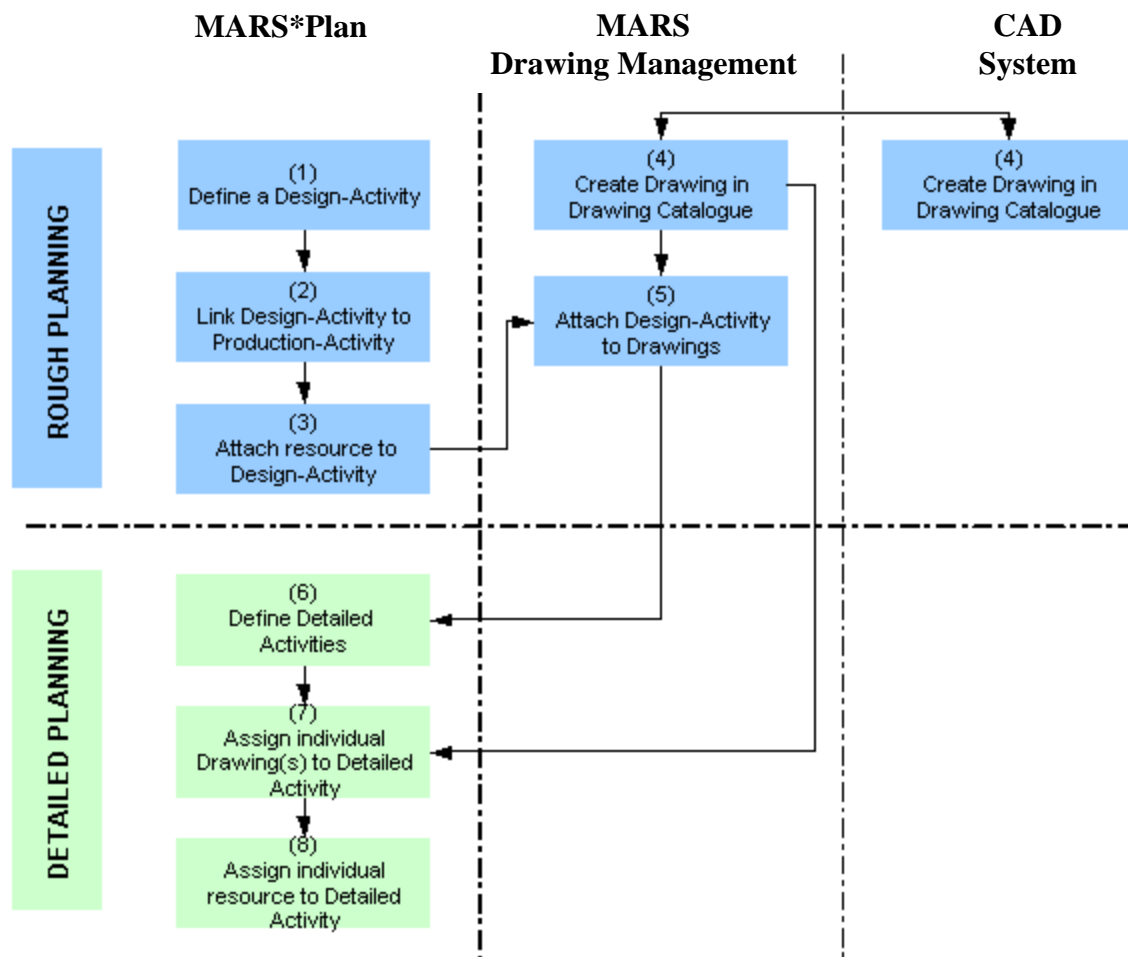 MARS*Plan
MARS
Drawing Management
CAD
System
ROUGH PLANNING
(1)
Define a Design-Activity
(2)
Link Design-Activity to
Production-Activity
(3)
Attach resource to
Design-Activity
(4)
Create Drawing in
Drawing Catalogue
(5)
Attach Design-Activity
to Drawings
(4)
Create Drawing in
Drawing Catalogue
DETAILED PLANNING
(6)
Define Detailed
Activities
(7)
Assign individual
Drawing(s) to Detailed
Activity
(8)
Assign individual
resource to Detailed
Activity